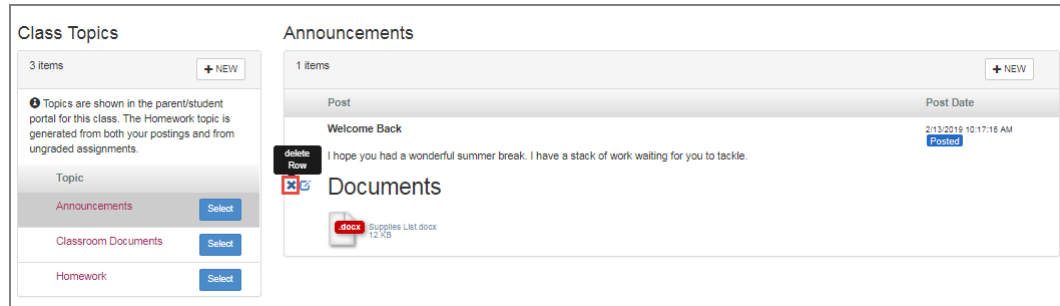 Class Topics
3 items
+ NEW
Topics are shown in the parent/student
portal for this class. The Homework topic is
generated from both your postings and from
ungraded assignments.
Topic
Announcements Select
Classroom Documents Select
Homework Select
Announcements
1 items
+ NEW
Post Post Date
Welcome Back 2/13/2019 10:17:16 AM
Posted
I hope you had a wonderful summer break. I have a stack of work waiting for you to tackle.
delete
Row
Documents
.docx Supplies List.docx
12 KB